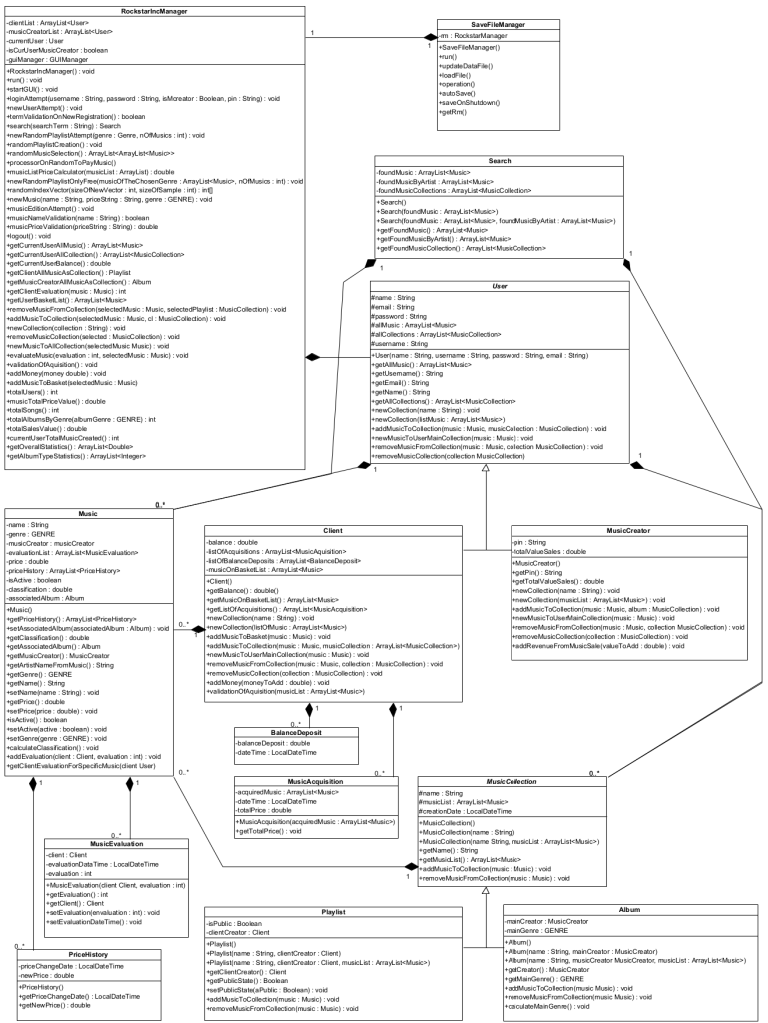 RockstarIncManager
-clientList : ArrayList<User>
-musicCreatorList : ArrayList<User>
-currentUser : User
-isCurUserMusicCreator : boolean
-guiManager : GUIManager
+RockstarIncManager() : void
+run() : void
+startGUI() : void
+loginAttempt(username : String, password : String, isMcreator : Boolean, pin : String) : void
+newUserAttempt() : void
+termValidationOnNewRegistration() : boolean
+search(searchTerm : String) : Search
+newRandomPlaylistAttempt(genre : Genre, nOfMusics : int) : void
+randomPlaylistCreation() : void
+randomMusicSelection() : ArrayList<ArrayList<Music>>
+processorOnRandomToPayMusic()
+musicListPriceCalculator(musicList : ArrayList) : double
+newRandomPlaylistOnlyFree(musicOfTheChosenGenre : ArrayList<Music>, nOfMusics : int) : void
+randomIndexVector(sizeOfNewVector : int, sizeOfSample : int) : int[]
+newMusic(name : String, priceString : String, genre : GENRE) : void
+musicEditionAttempt() : void
+musicNameValidation(name : String) : boolean
+musicPriceValidation(priceString : String) : double
+logout() : void
+getCurrentUserAllMusic() : ArrayList<Music>
+getCurrentUserAllCollection() : ArrayList<MusicCollection>
+getCurrentUserBalance() : double
+getClientAllMusicAsCollection() : Playlist
+getMusicCreatorAllMusicAsCollection() : Album
+getClientEvaluation(music : Music) : int
+getUserBasketList() : ArrayList<Music>
+removeMusicFromCollection(selectedMusic : Music, selectedPlaylist : MusicCollection) : void
+addMusicToCollection(selectedMusic : Music, cl : MusicCollection) : void
+newCollection(collection : String) : void
+removeMusicCollection(selected : MusicCollection) : void
+newMusicToAllCollection(selectedMusic Music) : void
+evaluateMusic(evaluation : int, selectedMusic : Music) : void
+validationOfAcquisition() : void
+addMoney(money double) : void
+addMusicToBasket(selectedMusic : Music)
+totalUsers() : int
+musicTotalPriceValue() : double
+totalSongs() : int
+totalAlbumsByGenre(albumGenre : GENRE) : int
+totalSalesValue() : double
+currentUserTotalMusicCreated() : int
+getOverallStatistics() : ArrayList<Double>
+getAlbumTypeStatistics() : ArrayList<Integer>
1
1
SaveFileManager
-rm : RockstarManager
+SaveFileManager()
+run()
+updateDataFile()
+loadFile()
+operation()
+autoSave()
+saveOnShutdown()
+getRm()
Search
-foundMusic : ArrayList<Music>
-foundMusicByArtist : ArrayList<Music>
-foundMusicCollections : ArrayList<MusicCollection>
+Search()
+Search(foundMusic : ArrayList<Music>)
+Search(foundMusic : ArrayList<Music>, foundMusicByArtist : ArrayList<Music>)
+getFoundMusic() : ArrayList<Music>
+getFoundMusicByArtist() : ArrayList<Music>
+getFoundMusicCollection() : ArrayList<MusicCollection>
1
1
User
#name : String
#email : String
#password : String
#allMusic : ArrayList<Music>
#allCollections : ArrayList<MusicCollection>
#username : String
+User(name : String, username : String, password : String, email : String)
+getAllMusic() : ArrayList<Music>
+getUsername() : String
+getEmail() : String
+getName() : String
+getAllCollections() : ArrayList<MusicCollection>
+newCollection(name : String) : void
+newCollection(listMusic : ArrayList<Music>)
+addMusicToCollection(music : Music, musicCollection : MusicCollection) : void
+newMusicToUserMainCollection(music : Music) : void
+removeMusicFromCollection(music : Music, colection MusicCollection) : void
+removeMusicCollection(collection MusicCollection)
1
1
0..*
Music
-name : String
-genre : GENRE
-musicCreator : musicCreator
-evaluationList : ArrayList<MusicEvaluation>
-price : double
-priceHistory : ArrayList<PriceHistory>
-isActive : boolean
-classification : double
-associatedAlbum : Album
+Music()
+getPriceHistory() : ArrayList<PriceHistory>
+setAssociatedAlbum(associatedAlbum : Album) : void
+getClassification() : double
+getAssociatedAlbum() : Album
+getMusicCreator() : MusicCreator
+getArtistNameFromMusic() : String
+getGenre() : GENRE
+getName() : String
+setName(name : String) : void
+getPrice() : double
+setPrice(price : double) : void
+isActive() : boolean
+setActive(active : boolean) : void
+setGenre(genre : GENRE) : void
+calculateClassification() : void
+addEvaluation(client : Client, evaluation : int) : void
+getClientEvaluationForSpecificMusic(client User)
0..*
1
1
1
0..*
Client
-balance : double
-listOfAcquisitions : ArrayList<MusicAquisition>
-listOfBalanceDeposits : ArrayList<BalanceDeposit>
-musicOnBasketList : ArrayList<Music>
+Client()
+getBalance() : double()
+getMusicOnBasketList() : ArrayList<Music>
+getListOfAcquisitions() : ArrayList<MusicAcquisition>
+newCollection(name : String) : void
+newCollection(listOfMusic : ArrayList<Music>)
+addMusicToBasket(music : Music) : void
+addMusicToCollection(music : Music, musicCollection : ArrayList<MusicCollection>)
+newMusicToUserMainCollection(music : Music) : void
+removeMusicFromCollection(music : Music, collection : MusicCollection) : void
+removeMusicCollection(collection : MusicCollection) : void
+addMoney(moneyToAdd : double) : void
+validationOfAquisition(musicList : ArrayList<Music>)
1
1
MusicCreator
-pin : String
-totalValueSales : double
+MusicCreator()
+getPin() : String
+getTotalValueSales() : double
+newCollection(name : String) : void
+newCollection(musicList : ArrayList<Music>) : void
+addMusicToCollection(music : Music, album : MusicCollection) : void
+newMusicToUserMainCollection(music : Music) : void
+removeMusicFromCollection(music : Music, collection MusicCollection) : void
+removeMusicCollection(collection : MusicCollection) : void
+addRevenueFromMusicSale(valueToAdd : double) : void
0..*
BalanceDeposit
-balanceDeposit : double
-dateTime : LocalDateTime
0..*
MusicAcquisition
-acquiredMusic : ArrayList<Music>
-dateTime : LocalDateTime
-totalPrice : double
+MusicAcquisition(acquiredMusic : ArrayList<Music>)
+getTotalPrice() : void
0..*
MusicCollection
#name : String
#musicList : ArrayList<Music>
#creationDate : LocalDateTime
+MusicCollection()
+MusicCollection(name : String)
+MusicCollection(name String, musicList : ArrayList<Music>)
+getName() : String
+getMusicList() : ArrayList<Music>
+addMusicToCollection(music : Music) : void
+removeMusicFromCollection(music : Music) : void
1
0..*
MusicEvaluation
-client : Client
-evaluationDataTime : LocalDateTime
-evaluation : int
+MusicEvaluation(client Client, evaluation : int)
+getEvaluation() : int
+getClient() : Client
+setEvaluation(envaluation : int) : void
+setEvaluationDateTime() : void
0..*
PriceHistory
-priceChangeDate : LocalDateTime
-newPrice : double
+PriceHistory()
+getPriceChangeDate() : LocalDateTime
+getNewPrice() : double
Playlist
-isPublic : Boolean
-clientCreator : Client
+Playlist()
+Playlist(name : String, clientCreator : Client)
+Playlist(name : String, clientCreator : Client, musicList : ArrayList<Music>)
+getClientCreator() : Client
+getPublicState() : Boolean
+setPublicState(aPublic : Boolean) : void
+addMusicToCollection(music : Music) : void
+removeMusicFromCollection(music : Music) : void
Album
-mainCreator : MusicCreator
-mainGenre : GENRE
+Album()
+Album(name : String, mainCreator : MusicCreator)
+Album(name : String, musicCreator MusicCreator, musicList : ArrayList<Music>)
+getCreator() : MusicCreator
+getMainGenre() : GENRE
+addMusicToCollection(music Music) : void
+removeMusicFromCollection(music Music) : void
+calculateMainGenre() : void